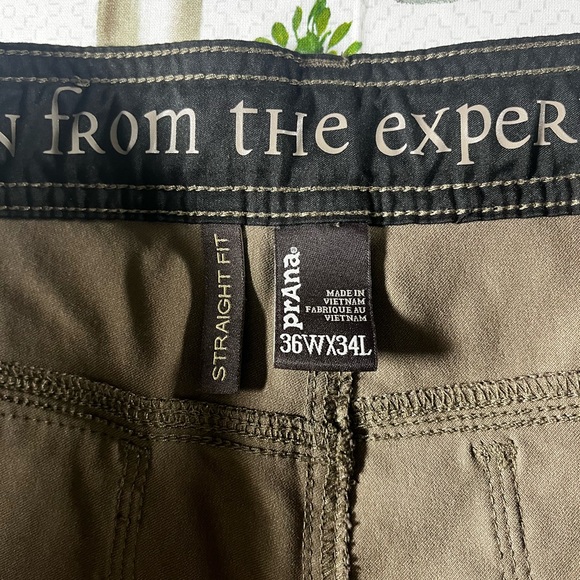 N fROM THE EXPER
STRAIGHT FIT
prAna®
MADE IN
VIETNAM
FABRIQUE AU
VIETNAM
36WX34L